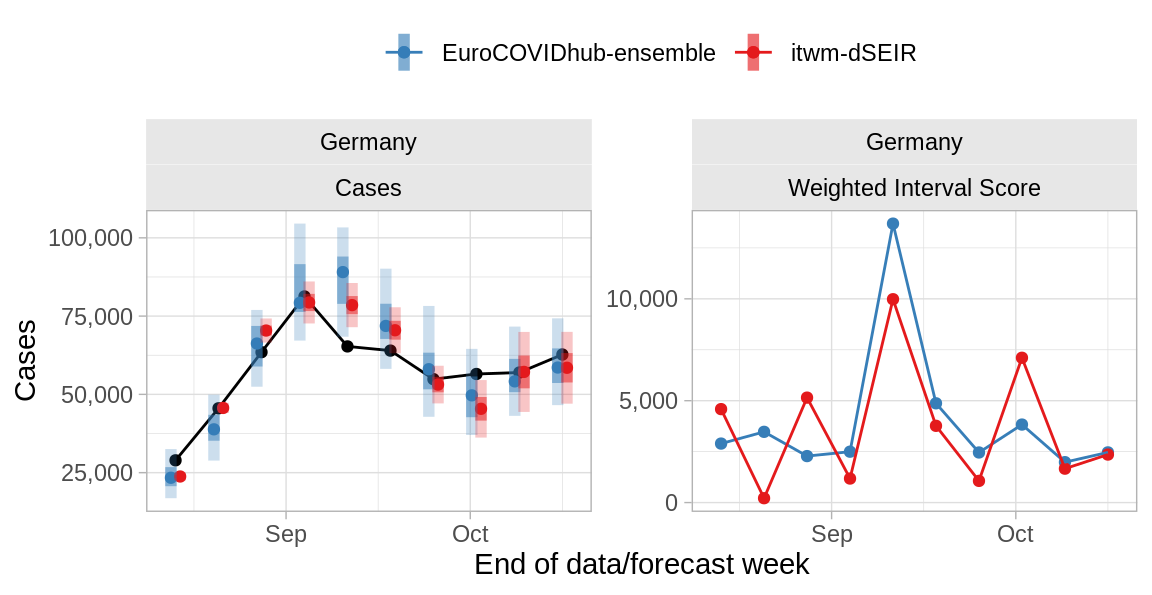 EuroCOVIDhub-ensemble itwm-dSEIR
Germany
Cases
Cases
100,000
75,000
50,000
25,000
Sep Oct
Germany
Weighted Interval Score
10,000
5,000
0
Sep Oct
End of data/forecast week